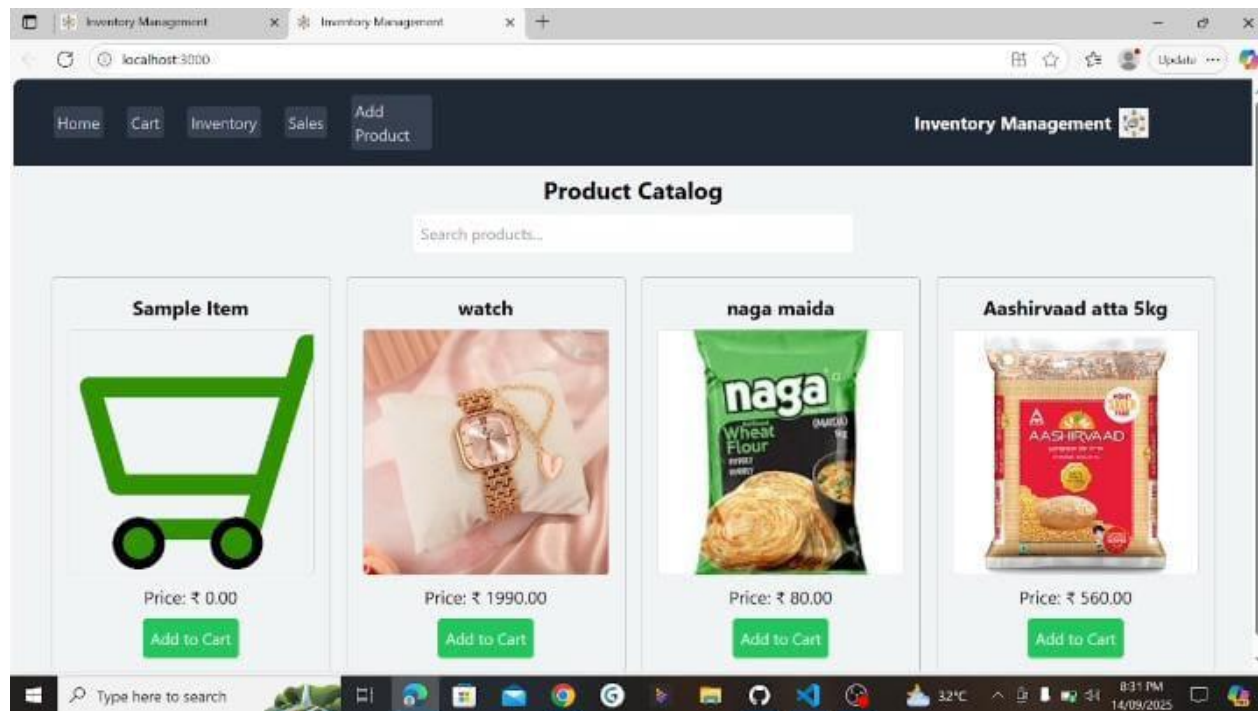 Inventory Management
Inventory Management
localhost:3000
Update
Home Cart Inventory Sales Add Product
Inventory Management
Product Catalog
Search products...
Sample Item
watch
naga maida
Aashirvaad atta 5kg
naga
Wheat
Flour
(MAIDA)
AASHIRVAAD
Price: ₹ 0.00
Price: ₹ 1990.00
Price: ₹ 80.00
Price: ₹ 560.00
Add to Cart
Add to Cart
Add to Cart
Add to Cart
Type here to search
32°C
8:31 PM
14/09/2025